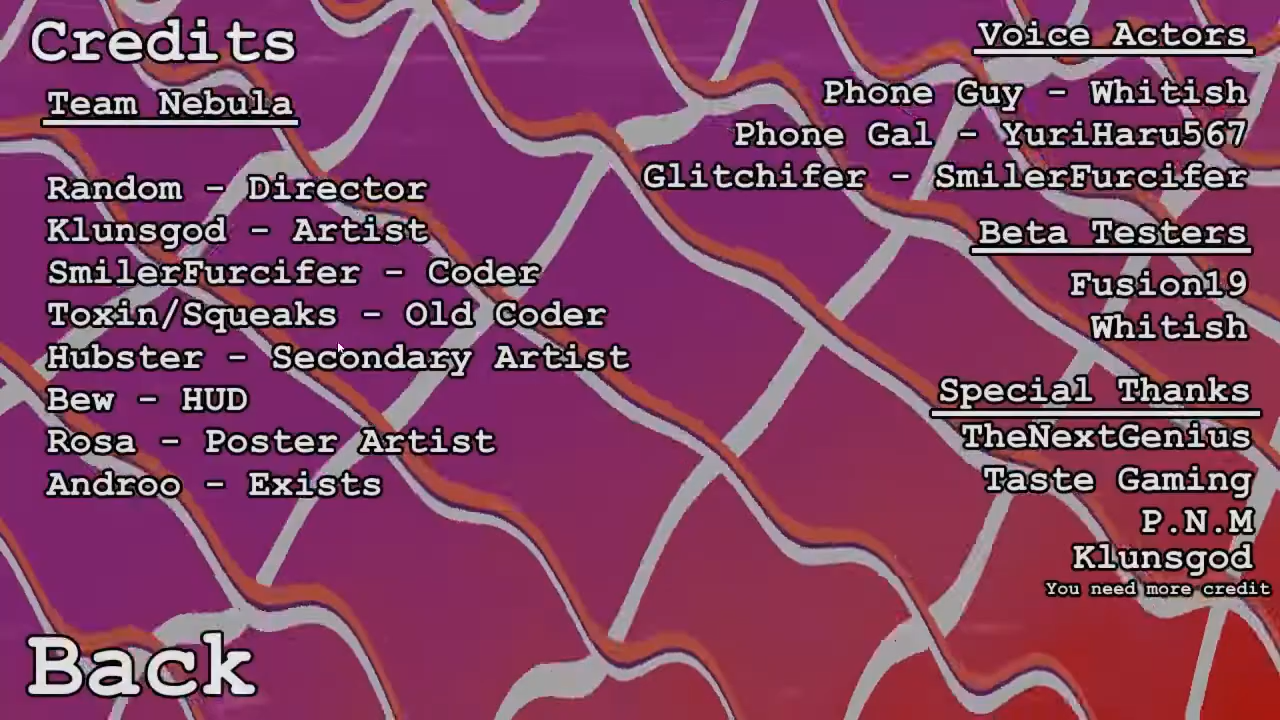 Credits
Team Nebula
Random - Director
Klunsgod - Artist
SmilerFurcifer - Coder
Toxin/Squeaks - Old Coder
Hubster - Secondary Artist
Bew - HUD
Rosa - Poster Artist
Androo - Exists
Back
Voice Actors
Phone Guy - Whitish
Phone Gal - YuriHaru567
Glitchifer - SmilerFurcifer
Beta Testers
Fusion19
Whitish
Special Thanks
TheNextGenius
Taste Gaming
P.N.M
Klunsgod
You need more credit